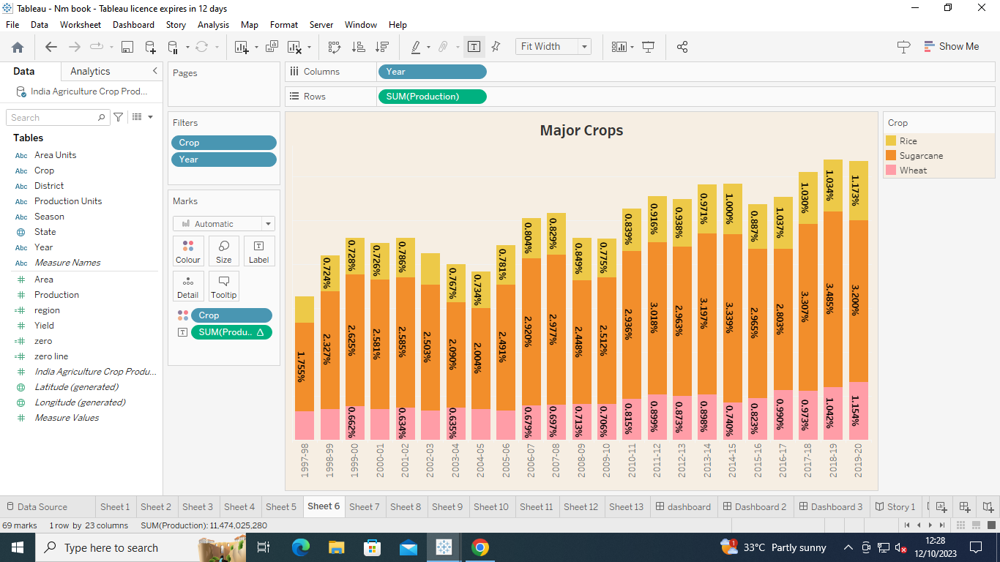 Tableau - Nm book - Tableau licence expires in 12 days
File Data Worksheet Dashboard Story Analysis Map Format Server Window Help
Fit Width
Show Me
Data Analytics
India Agriculture Crop Prod...
Search
Tables
Abc Area Units
Abc Crop
Abc District
Abc Production Units
Abc Season
State
Abc Year
Abc Measure Names
Area
Production
region
Yield
zero
zero line
India Agriculture Crop Produ...
Latitude (generated)
Longitude (generated)
Measure Values
Pages
Filters
Crop
Year
Marks
Automatic
Colour Size Label
Detail Tooltip
Crop
SUM(Produ.. Δ
Columns Year
Rows SUM(Production)
Major Crops
1.755%
0.724% 2.327%
0.728% 2.625% 0.662%
0.726% 2.581%
0.786% 2.585% 0.634%
2.503%
0.767% 2.090% 0.635%
0.734% 2.004%
0.781% 2.491%
0.804% 2.920% 0.679%
0.829% 2.977% 0.697%
0.849% 2.448% 0.713%
0.775% 2.512% 0.706%
0.839% 2.936% 0.815%
0.916% 3.018% 0.899%
0.938% 2.963% 0.873%
0.971% 3.197% 0.898%
1.000% 3.339% 0.740%
0.887% 2.965% 0.823%
1.037% 2.803% 0.990%
1.030% 3.307% 0.973%
1.034% 3.485% 1.042%
1.173% 3.200% 1.154%
1997-98 1998-99 1999-00 2000-01 2001-02 2002-03 2003-04 2004-05 2005-06 2006-07 2007-08 2008-09 2009-10 2010-11 2011-12 2012-13 2013-14 2014-15 2015-16 2016-17 2017-18 2018-19 2019-20
Crop
Rice
Sugarcane
Wheat
Data Source Sheet 1 Sheet 2 Sheet 3 Sheet 4 Sheet 5 Sheet 6 Sheet 7 Sheet 8 Sheet 9 Sheet 10 Sheet 11 Sheet 12 Sheet 13 dashboard Dashboard 2 Dashboard 3 Story 1
69 marks 1 row by 23 columns SUM(Production): 11,474,025,280
Type here to search
1
33°C Partly sunny
12:28
12/10/2023